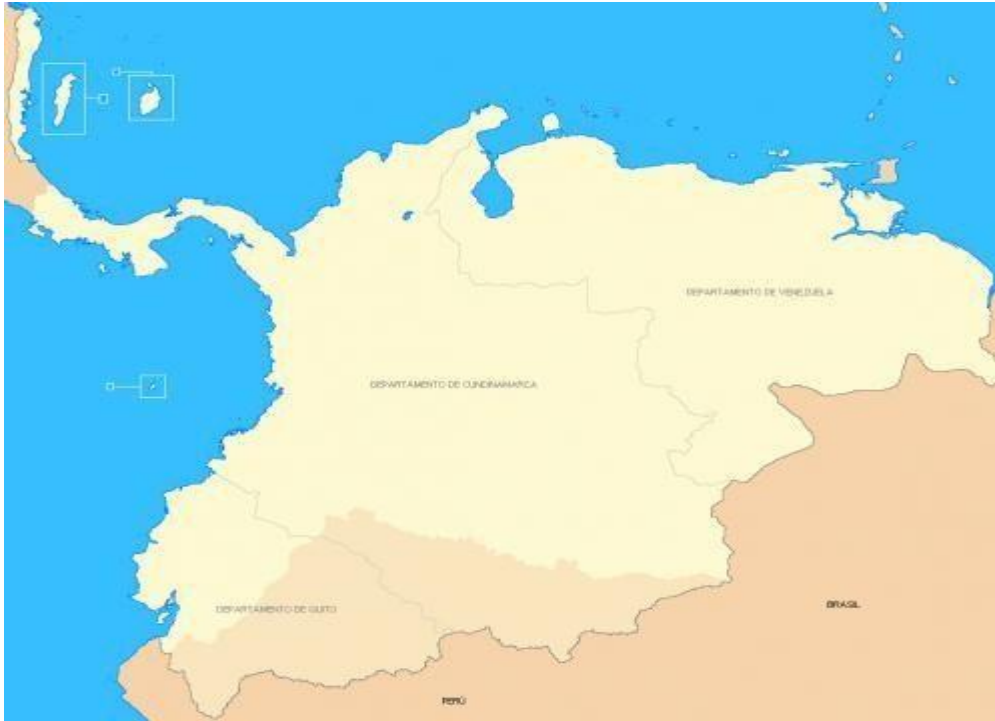 DEPARTAMENTO DE VENEZUELA
DEPARTAMENTO DE CUNDINAMARCA
DEPARTAMENTO DE QUITO
BRASIL
PERÚ